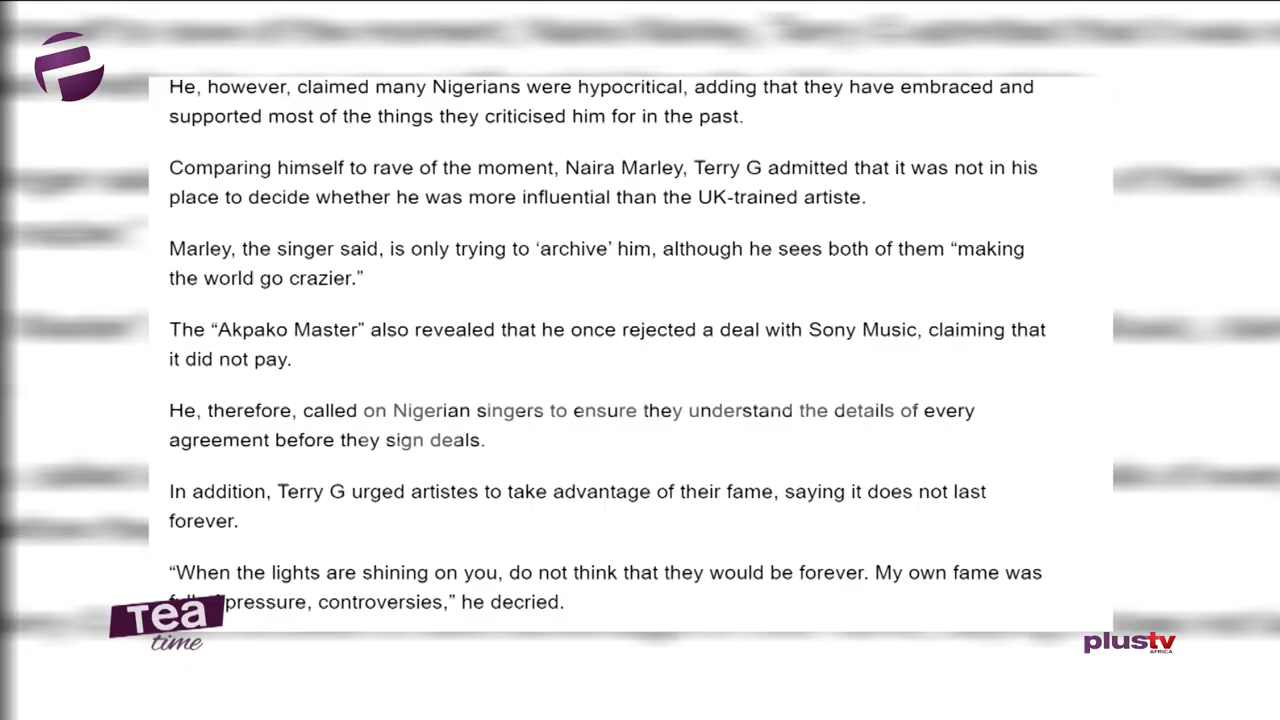 He, however, claimed many Nigerians were hypocritical, adding that they have embraced and
supported most of the things they criticised him for in the past.
Comparing himself to rave of the moment, Naira Marley, Terry G admitted that it was not in his
place to decide whether he was more influential than the UK-trained artiste.
Marley, the singer said, is only trying to ‘archive’ him, although he sees both of them “making
the world go crazier.”
The “Akpako Master” also revealed that he once rejected a deal with Sony Music, claiming that
it did not pay.
He, therefore, called on Nigerian singers to ensure they understand the details of every
agreement before they sign deals.
In addition, Terry G urged artistes to take advantage of their fame, saying it does not last
forever.
“When the lights are shining on you, do not think that they would be forever. My own fame was
pressure, controversies,” he decried.
Tea
time
plustv
AFRICA